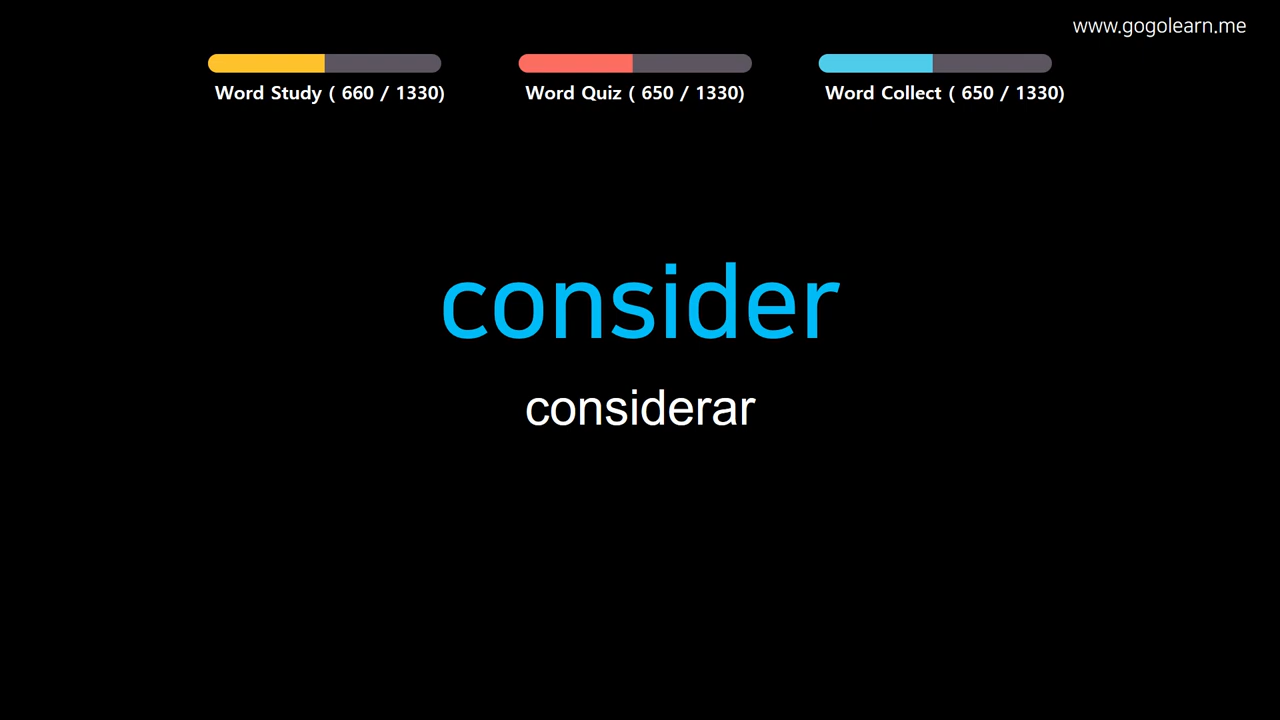 www.gogolearn.me
Word Study ( 660 / 1330)
Word Quiz ( 650 / 1330)
Word Collect ( 650 / 1330)
consider
considerar